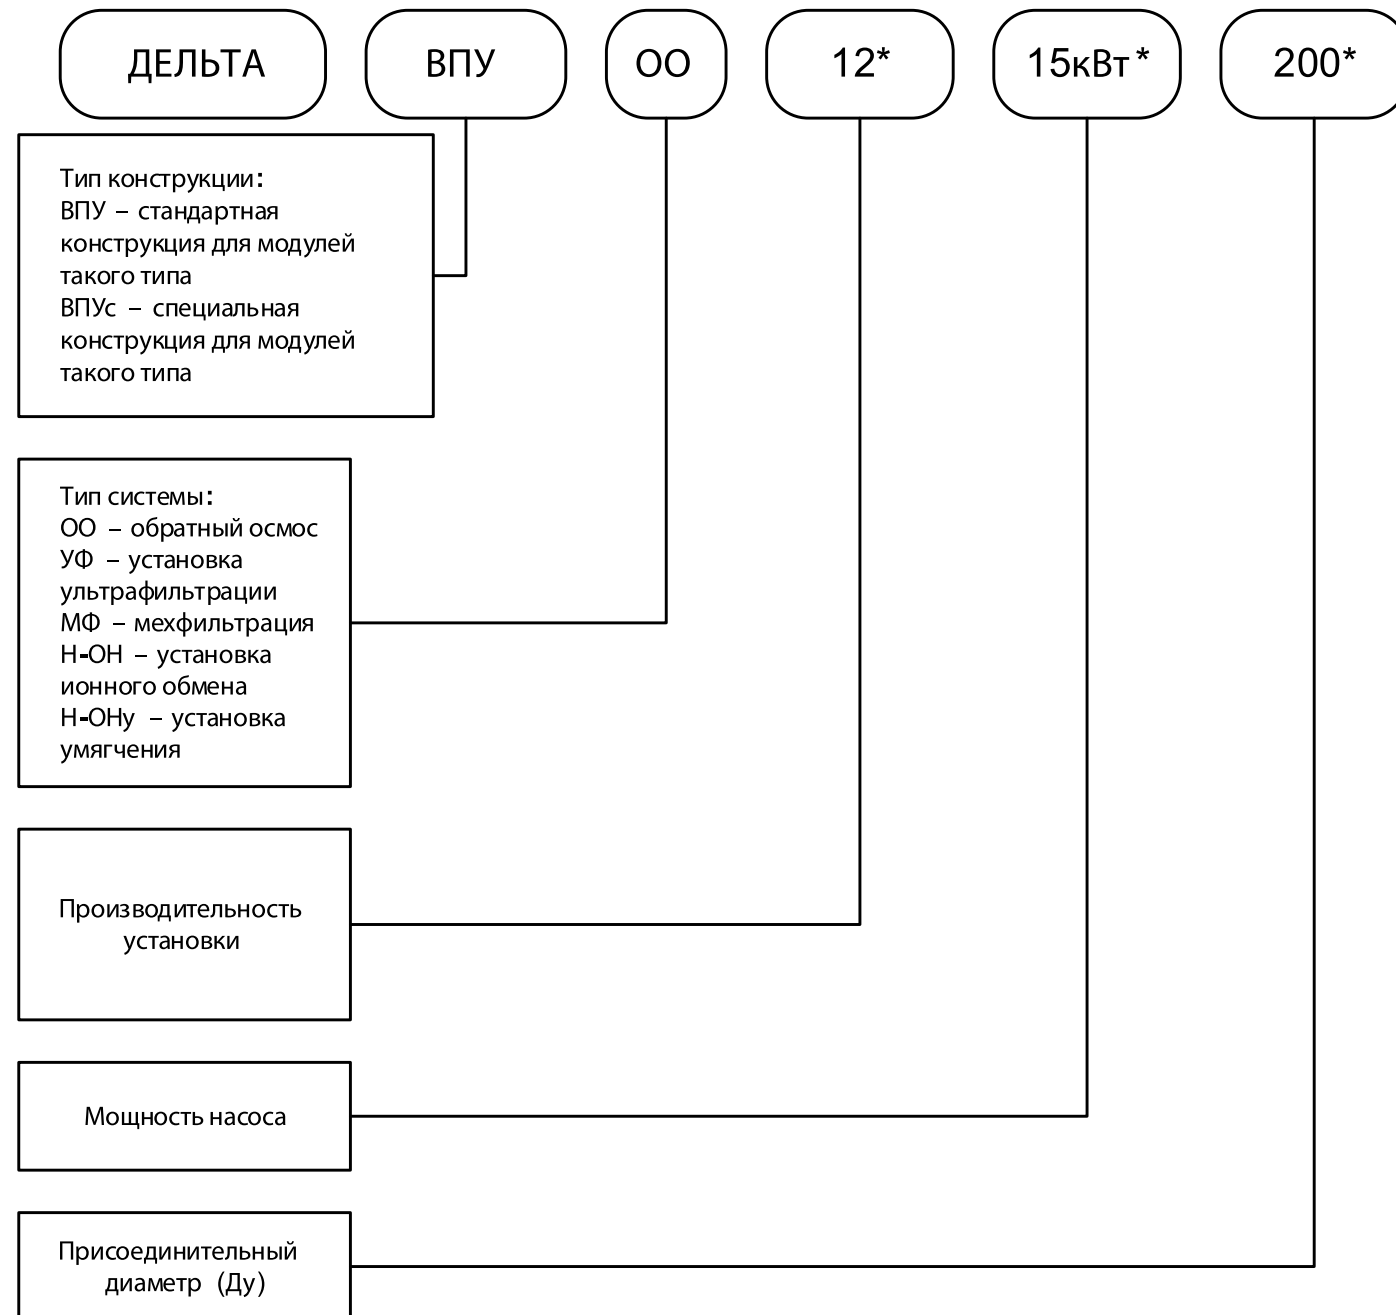 ДЕЛЬТА ВПУ ОО 12* 15кВт* 200*
Тип конструкции:
ВПУ – стандартная
конструкция для модулей
такого типа
ВПУс – специальная
конструкция для модулей
такого типа
Тип системы:
ОО – обратный осмос
УФ – установка
ультрафильтрации
МФ – мехфильтрация
Н-ОН – установка
ионного обмена
Н-ОНу – установка
умягчения
Производительность
установки
Мощность насоса
Присоединительный
диаметр (Ду)